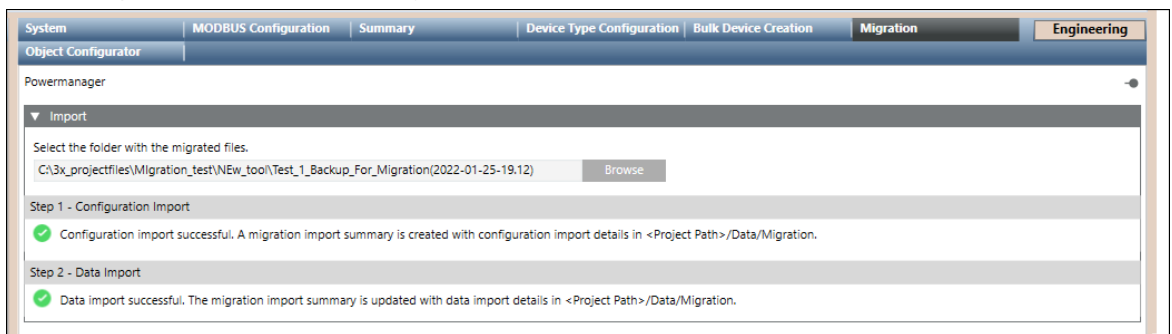 System MODBUS Configuration Summary Device Type Configuration Bulk Device Creation Migration Engineering
Object Configurator
Powermanager
Import
Select the folder with the migrated files.
C:\3x_projectfiles\MIgration_test\NEw_tool\Test_1_Backup_For_Migration(2022-01-25-19.12) Browse
Step 1 - Configuration Import
Configuration import successful. A migration import summary is created with configuration import details in <Project Path>/Data/Migration.
Step 2 - Data Import
Data import successful. The migration import summary is updated with data import details in <Project Path>/Data/Migration.